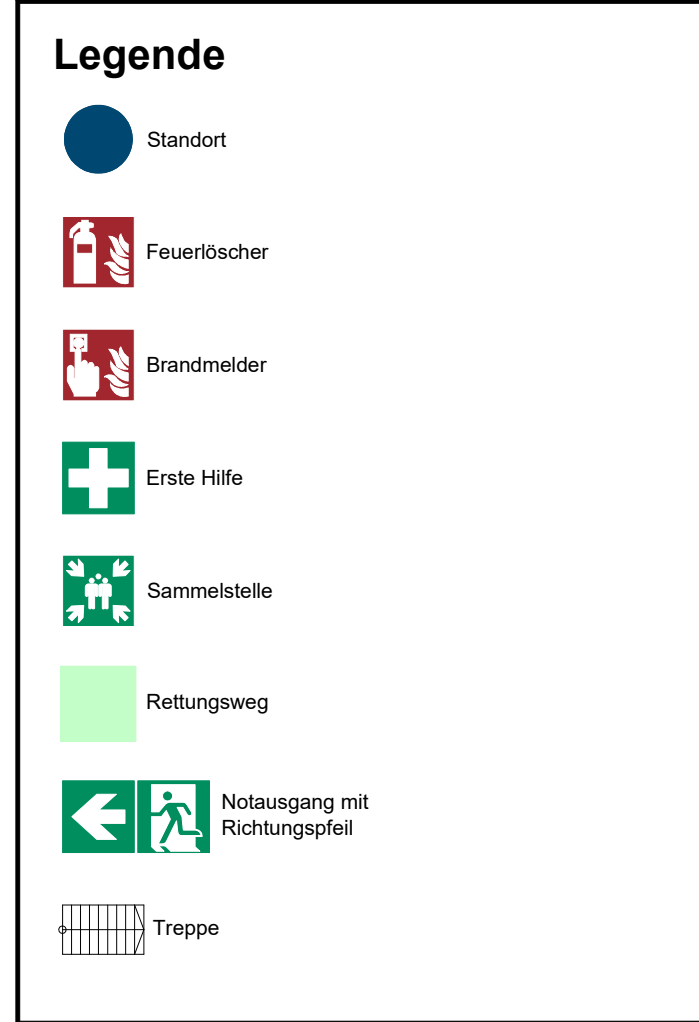 Legende
Standort
Feuerlöscher
Brandmelder
Erste Hilfe
Sammelstelle
Rettungsweg
Notausgang mit
Richtungspfeil
Treppe